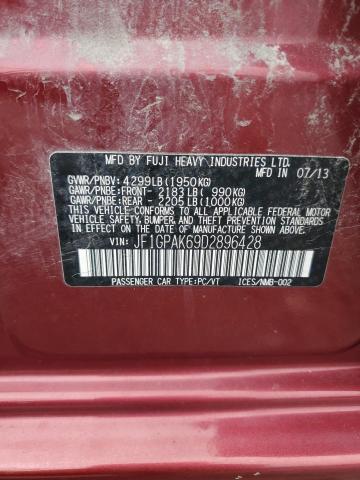 MFD BY FUJI HEAVY INDUSTRIES LTD.
MFD IN 07/13
GVWR/PNBV: 4299LB(1950KG)
GAWR/PNBE:FRONT- 2183LB( 990KG)
GAWR/PNBE:REAR - 2205LB(1000KG)
THIS VEHICLE CONFORMS TO ALL APPLICABLE FEDERAL MOTOR
VEHICLE SAFETY, BUMPER, AND THEFT PREVENTION STANDARDS
IN EFFECT ON THE DATE OF MANUFACTURE SHOWN ABOVE.
VIN: JF1GPAK69D2896428
PASSENGER CAR TYPE:PC/VT ICES/NMB-002